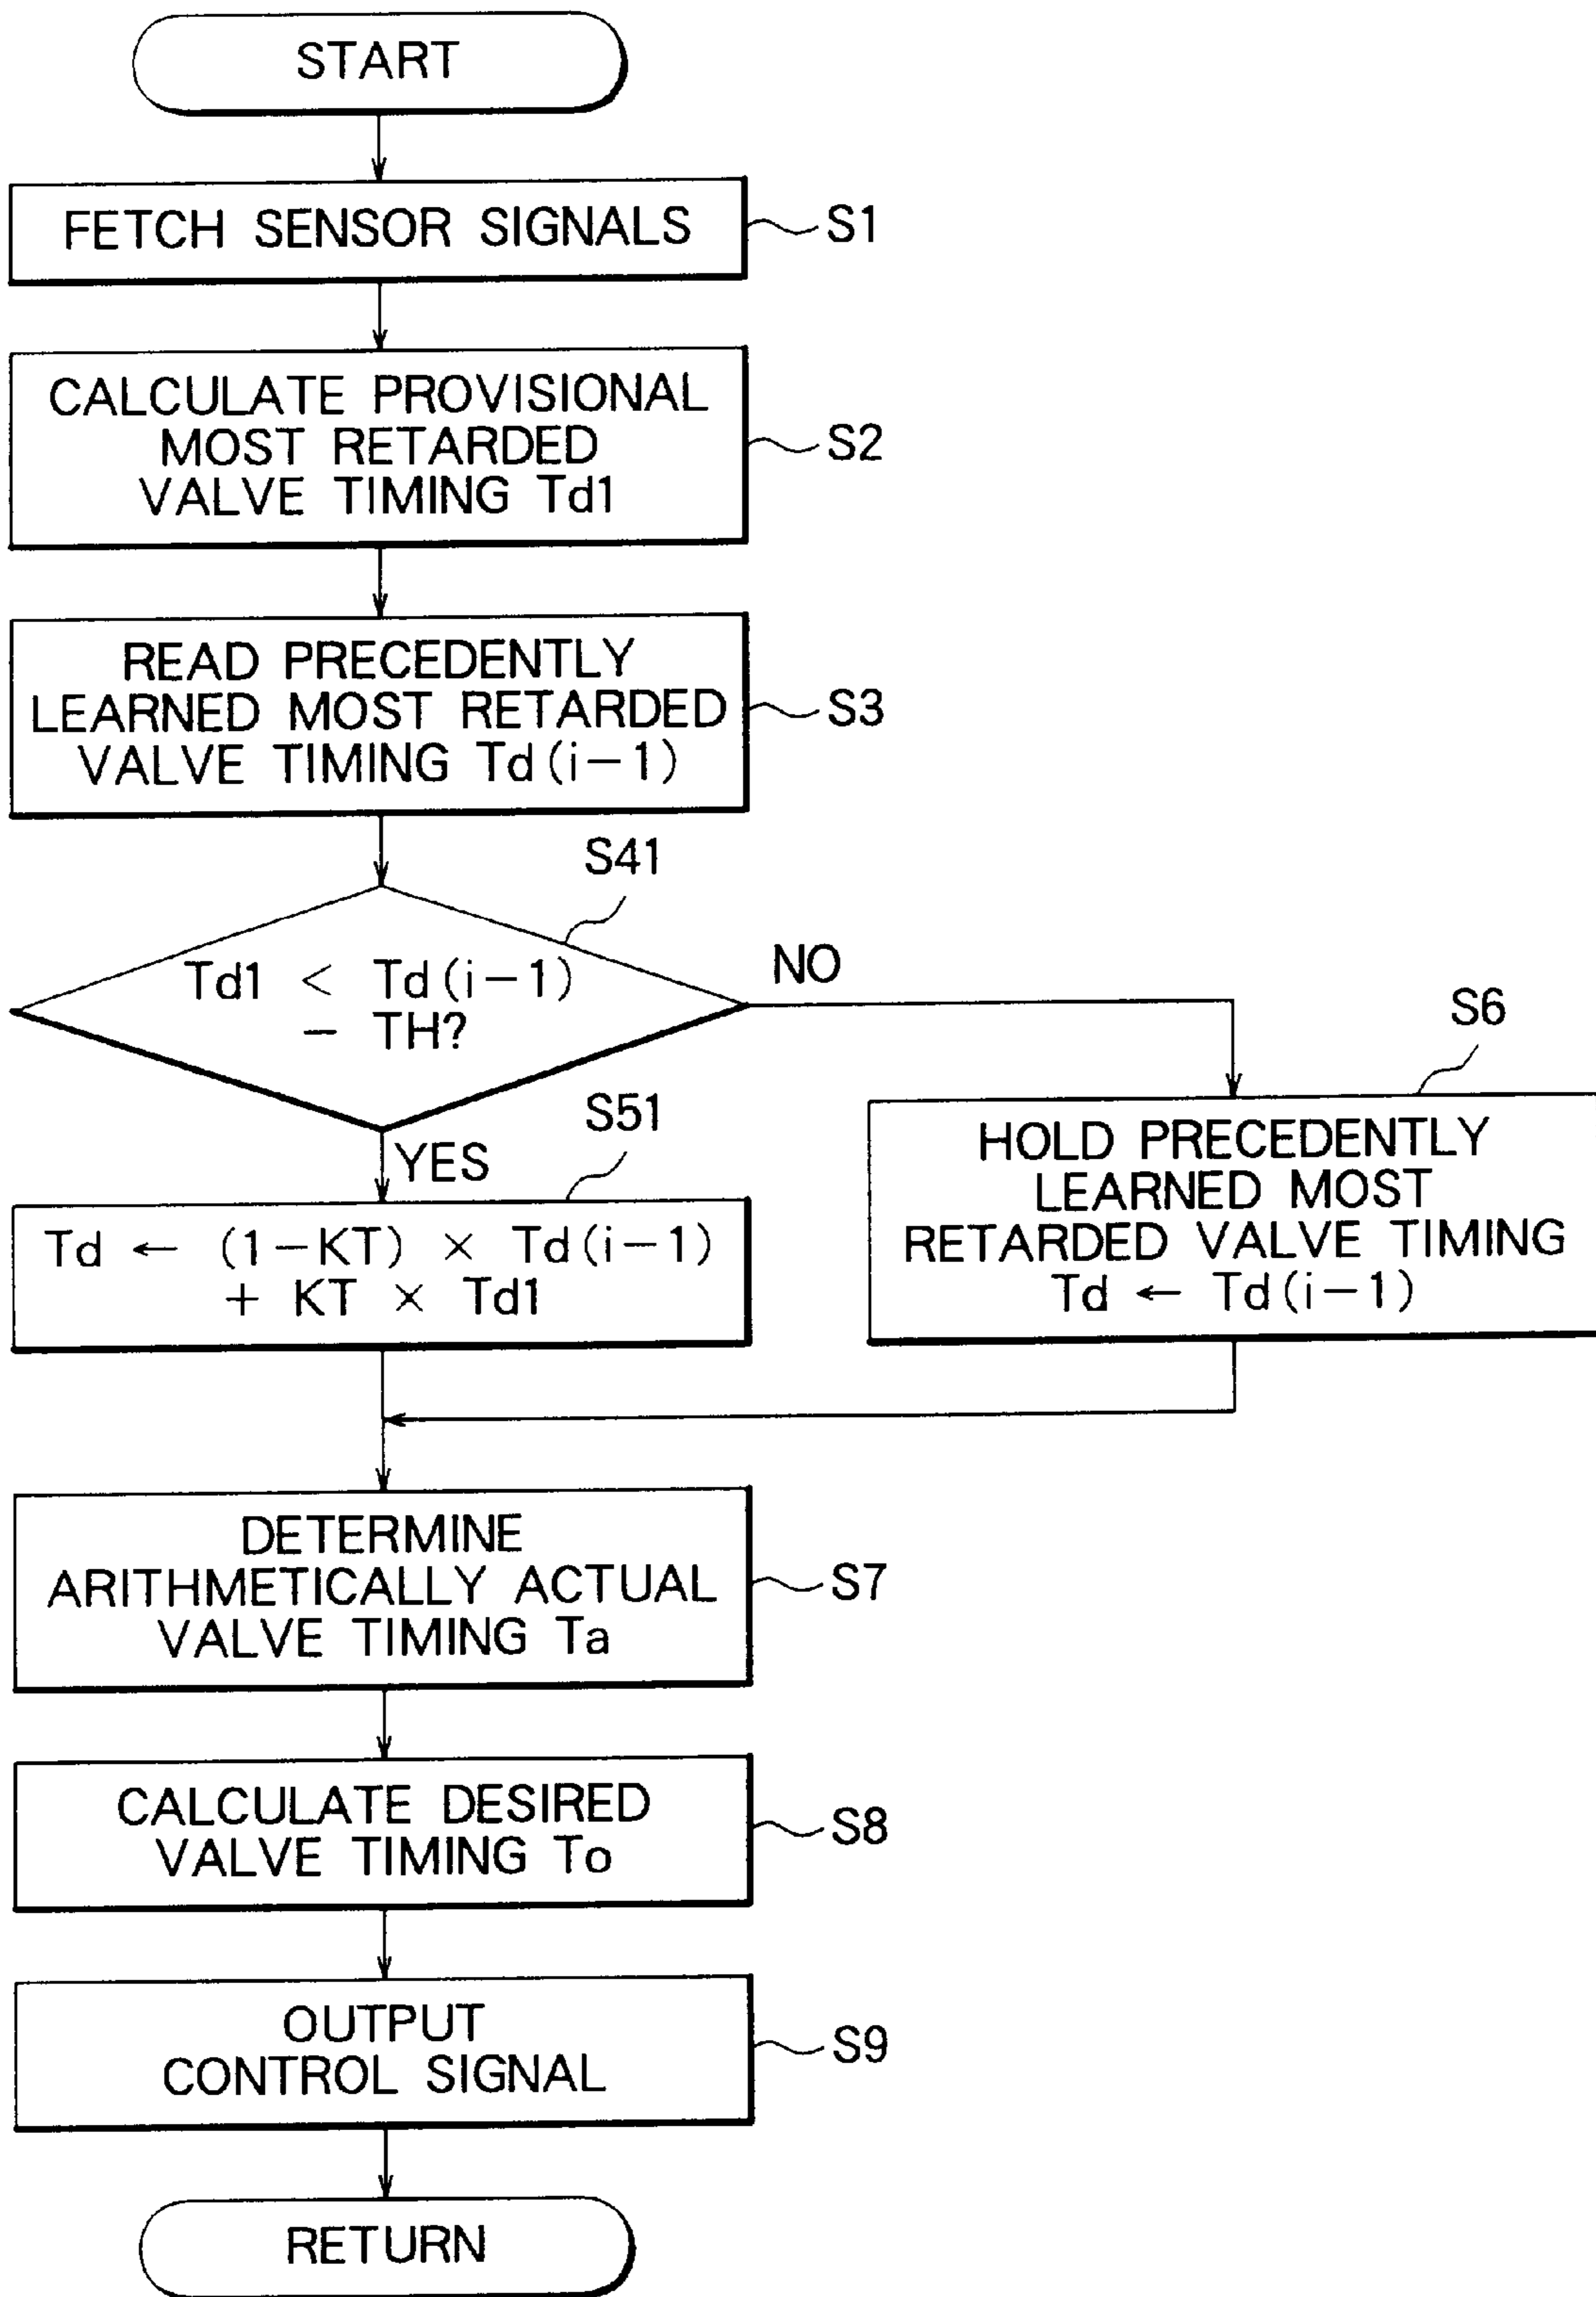 START
FETCH SENSOR SIGNALS
S1
CALCULATE PROVISIONAL
MOST RETARDED
VALVE TIMING Td1
S2
READ PRECEDENTLY
LEARNED MOST RETARDED
VALVE TIMING Td(i-1)
S3
S41
Td1 < Td(i-1)
- TH?
NO
YES
S51
Td ← (1-KT) × Td(i-1)
+ KT × Td1
S6
HOLD PRECEDENTLY
LEARNED MOST
RETARDED VALVE TIMING
Td ← Td(i-1)
DETERMINE
ARITHMETICALLY ACTUAL
VALVE TIMING Ta
S7
CALCULATE DESIRED
VALVE TIMING To
S8
OUTPUT
CONTROL SIGNAL
S9
RETURN